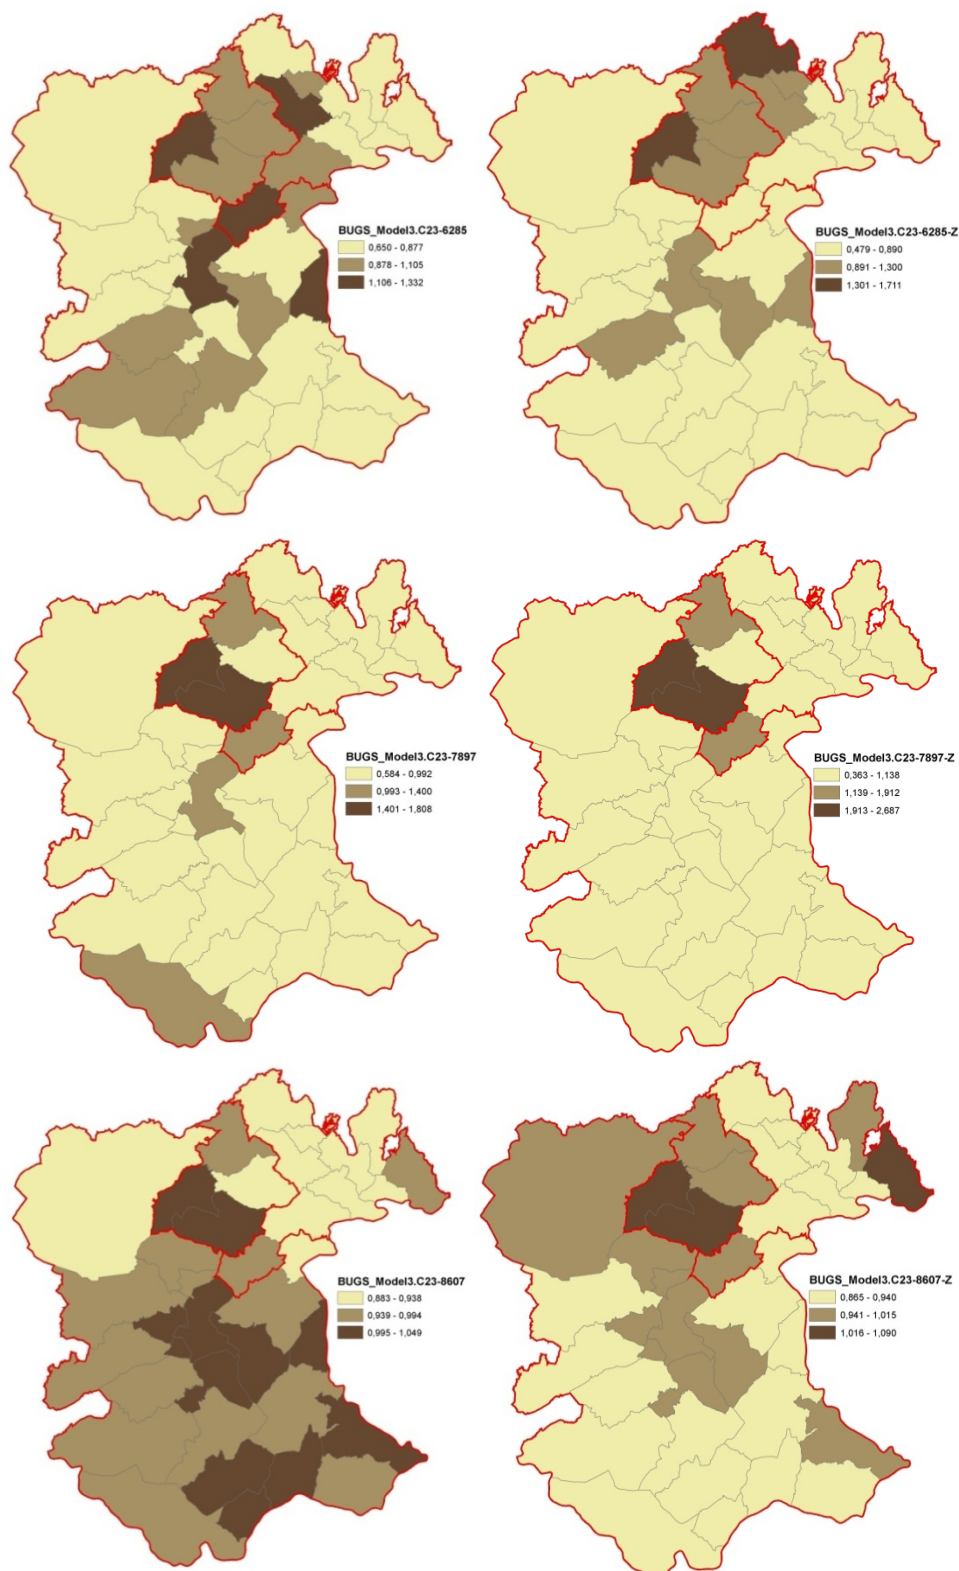 BUGS_Model3.C23-6285
0,650 - 0,877
0,878 - 1,105
1,106 - 1,332
BUGS_Model3.C23-6285-Z
0,479 - 0,890
0,891 - 1,300
1,301 - 1,711
BUGS_Model3.C23-7897
0,584 - 0,992
0,993 - 1,400
1,401 - 1,808
BUGS_Model3.C23-7897-Z
0,363 - 1,138
1,139 - 1,912
1,913 - 2,687
BUGS_Model3.C23-8607
0,883 - 0,938
0,939 - 0,994
0,995 - 1,049
BUGS_Model3.C23-8607-Z
0,865 - 0,940
0,941 - 1,015
1,016 - 1,090